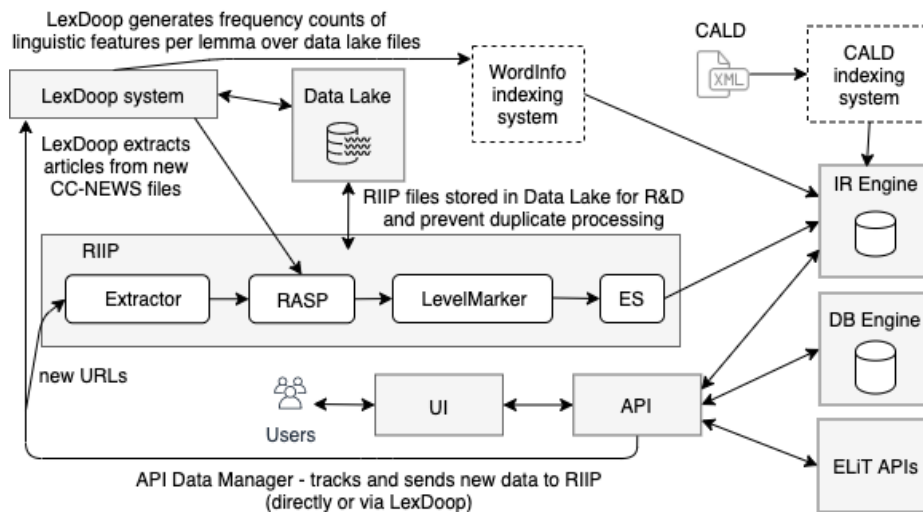 LexDoop generates frequency counts of
linguistic features per lemma over data lake files
CALD
XML
CALD
indexing
system
WordInfo
indexing
system
LexDoop system
Data Lake
LexDoop extracts
articles from new
CC-NEWS files
RIIP files stored in Data Lake for R&D
and prevent duplicate processing
IR Engine
RIIP
Extractor
RASP
LevelMarker
ES
DB Engine
new URLs
Users
UI
API
ELiT APIs
API Data Manager - tracks and sends new data to RIIP
(directly or via LexDoop)